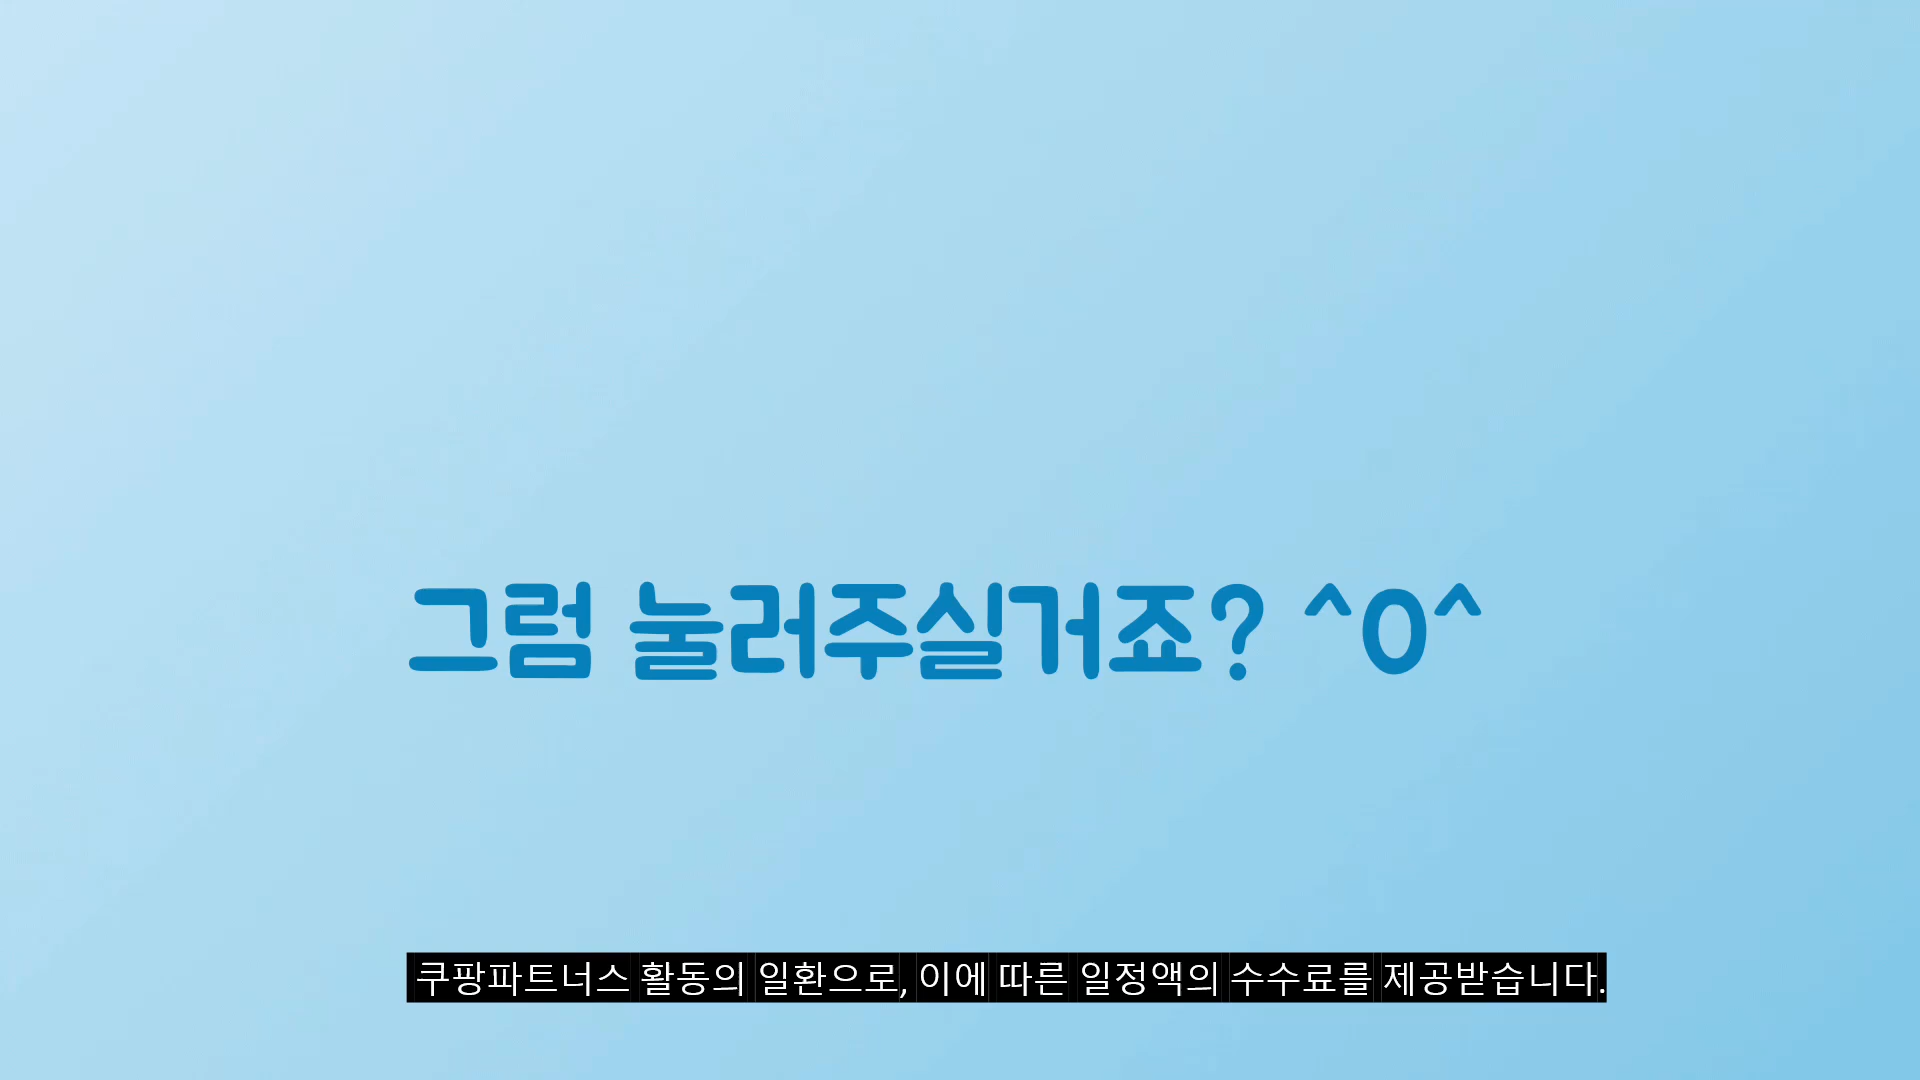 그럼 눌러주실거죠? ^0^
쿠팡파트너스 활동의 일환으로, 이에 따른 일정액의 수수료를 제공받습니다.